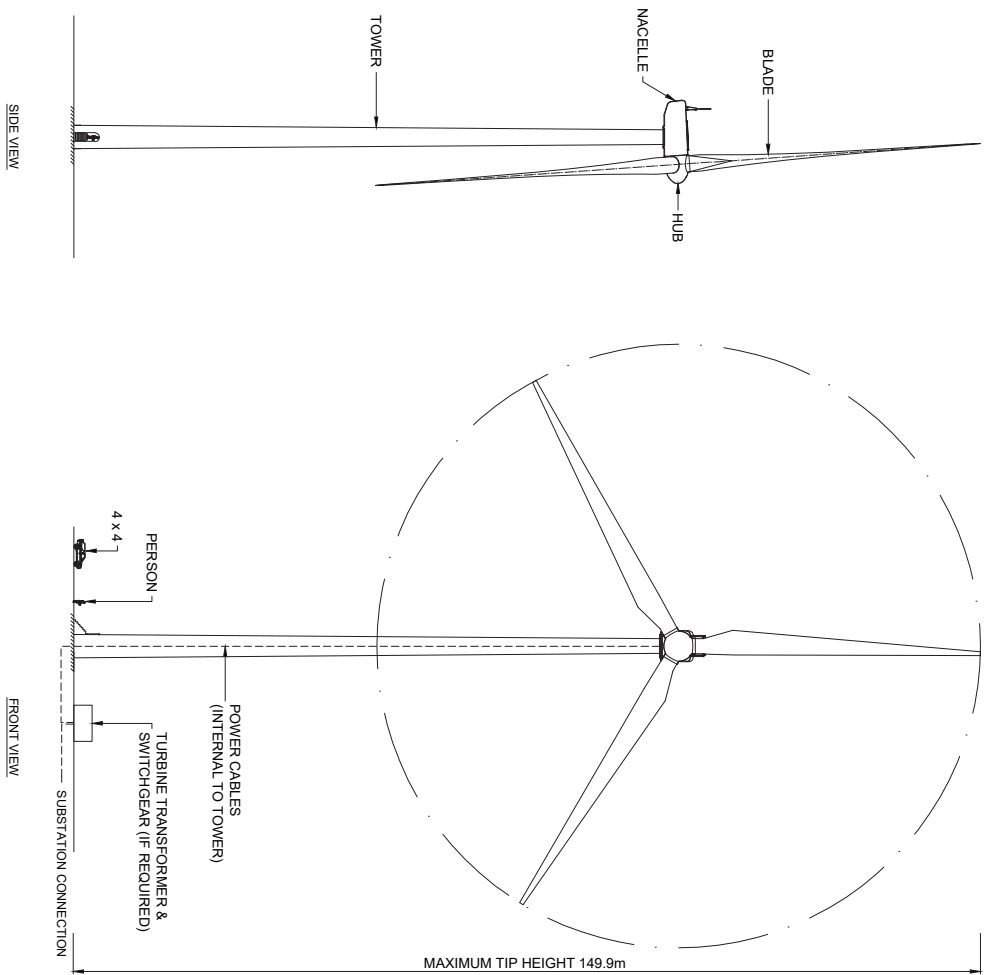 TOWER
NACELLE
BLADE
HUB
SIDE VIEW
4 x 4
PERSON
POWER CABLES
(INTERNAL TO TOWER)
TURBINE TRANSFORMER &
SWITCHGEAR (IF REQUIRED)
SUBSTATION CONNECTION
FRONT VIEW
MAXIMUM TIP HEIGHT 149.9m